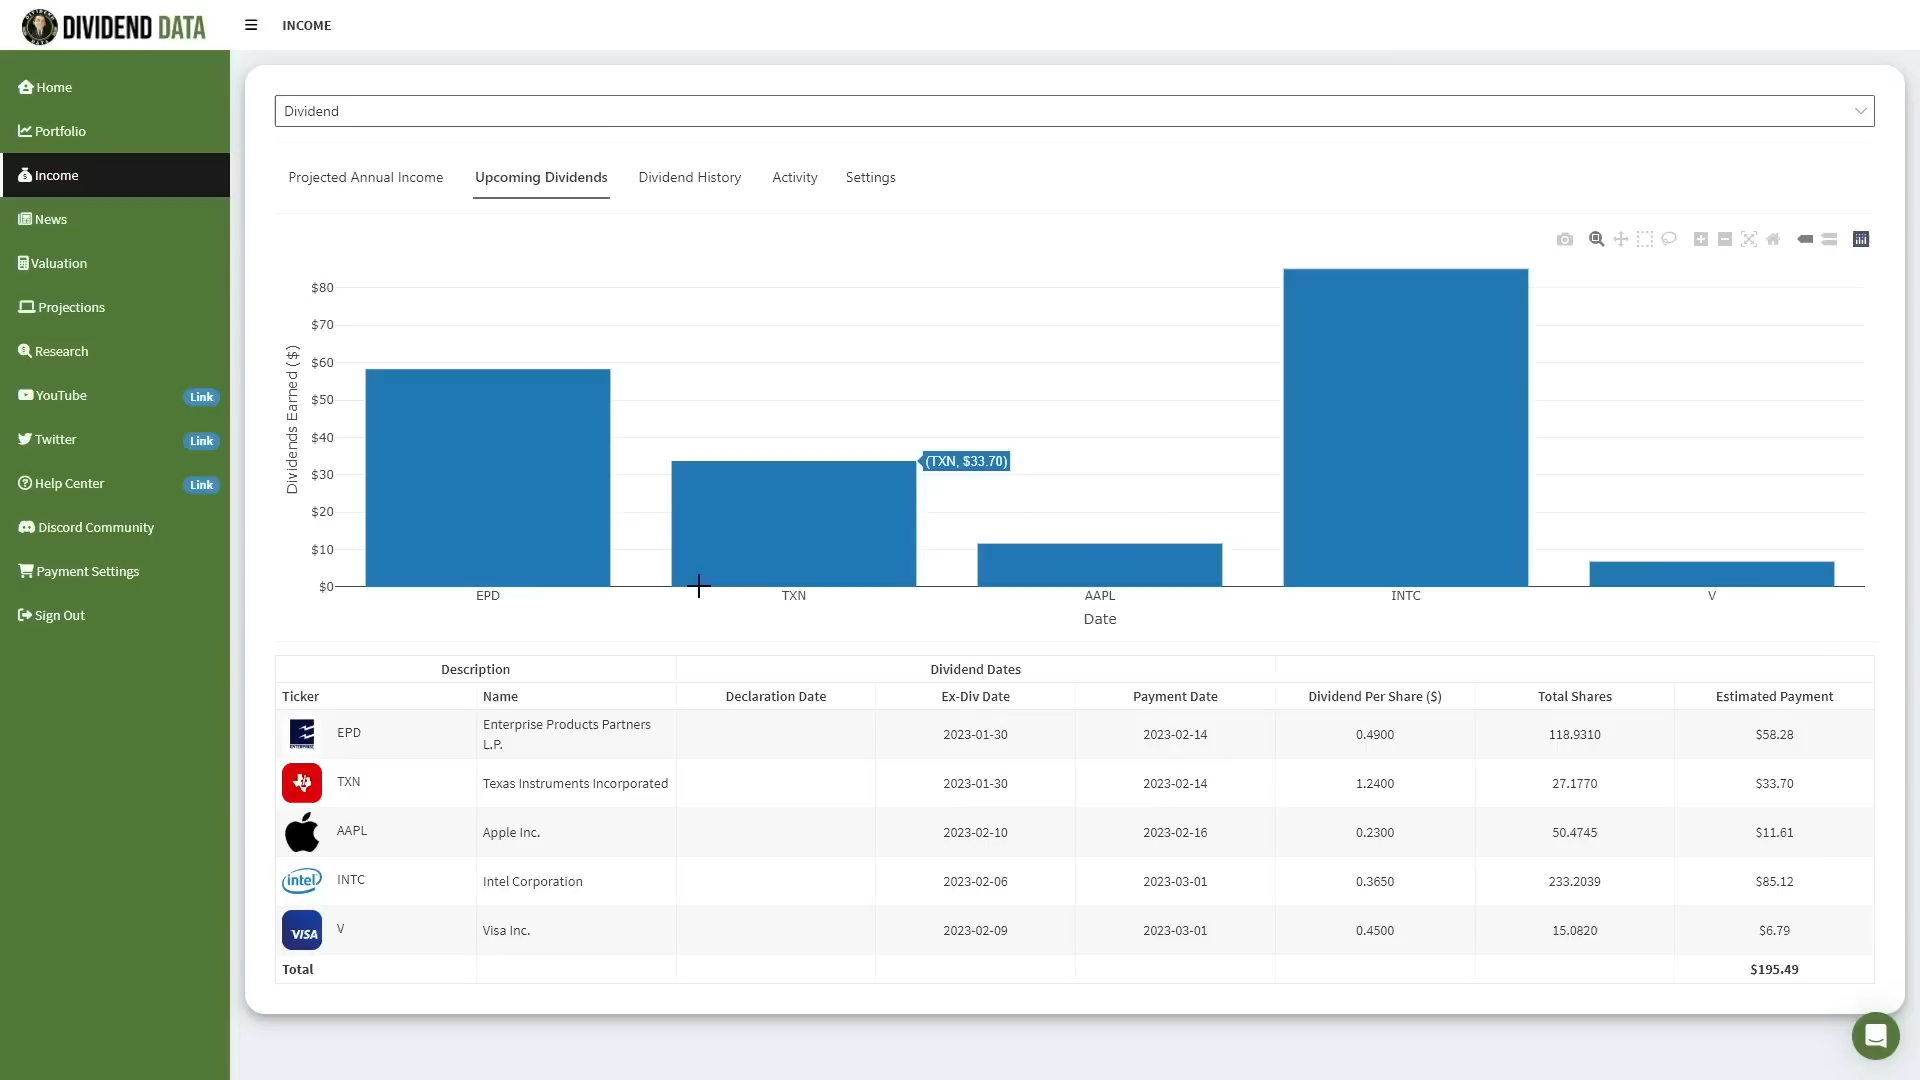 DIVIDEND DATA
INCOME
Home
Portfolio
Income
News
Valuation
Projections
Research
YouTube Link
Twitter Link
Help Center Link
Discord Community
Payment Settings
Sign Out
Dividend
Projected Annual Income Upcoming Dividends Dividend History Activity Settings
Dividends Earned ($)
$80
$70
$60
$50
$40
$30
$20
$10
$0
(TXN, $33.70)
EPD TXN AAPL INTC V
Date
Description Dividend Dates
Ticker Name Declaration Date Ex-Div Date Payment Date Dividend Per Share ($) Total Shares Estimated Payment
EPD Enterprise Products Partners L.P. 2023-01-30 2023-02-14 0.4900 118.9310 $58.28
TXN Texas Instruments Incorporated 2023-01-30 2023-02-14 1.2400 27.1770 $33.70
AAPL Apple Inc. 2023-02-10 2023-02-16 0.2300 50.4745 $11.61
intel INTC Intel Corporation 2023-02-06 2023-03-01 0.3650 233.2039 $85.12
VISA V Visa Inc. 2023-02-09 2023-03-01 0.4500 15.0820 $6.79
Total $195.49